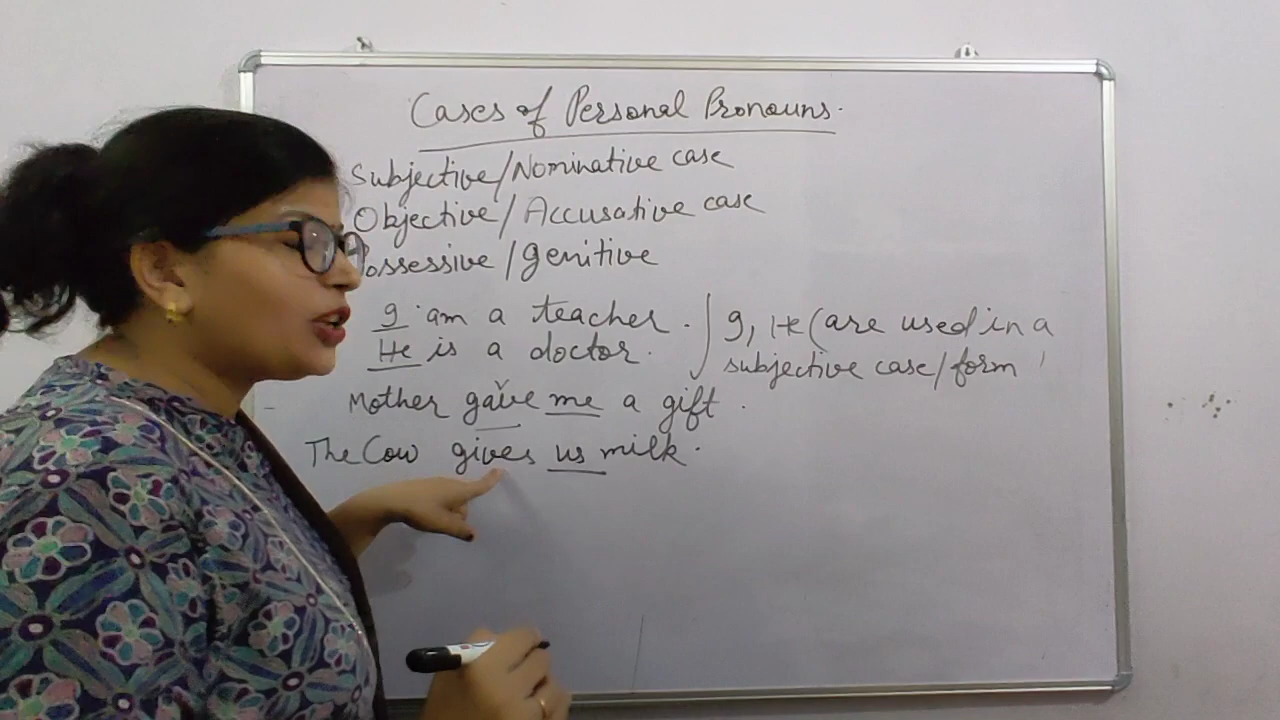 Cases of Personal Pronouns.
Subjective/Nominative case
Objective/Accusative case
Possessive/genitive
I am a teacher.
He is a doctor.
I, He (are used in a
subjective case/form
Mother gave me a gift.
The Cow gives us milk.